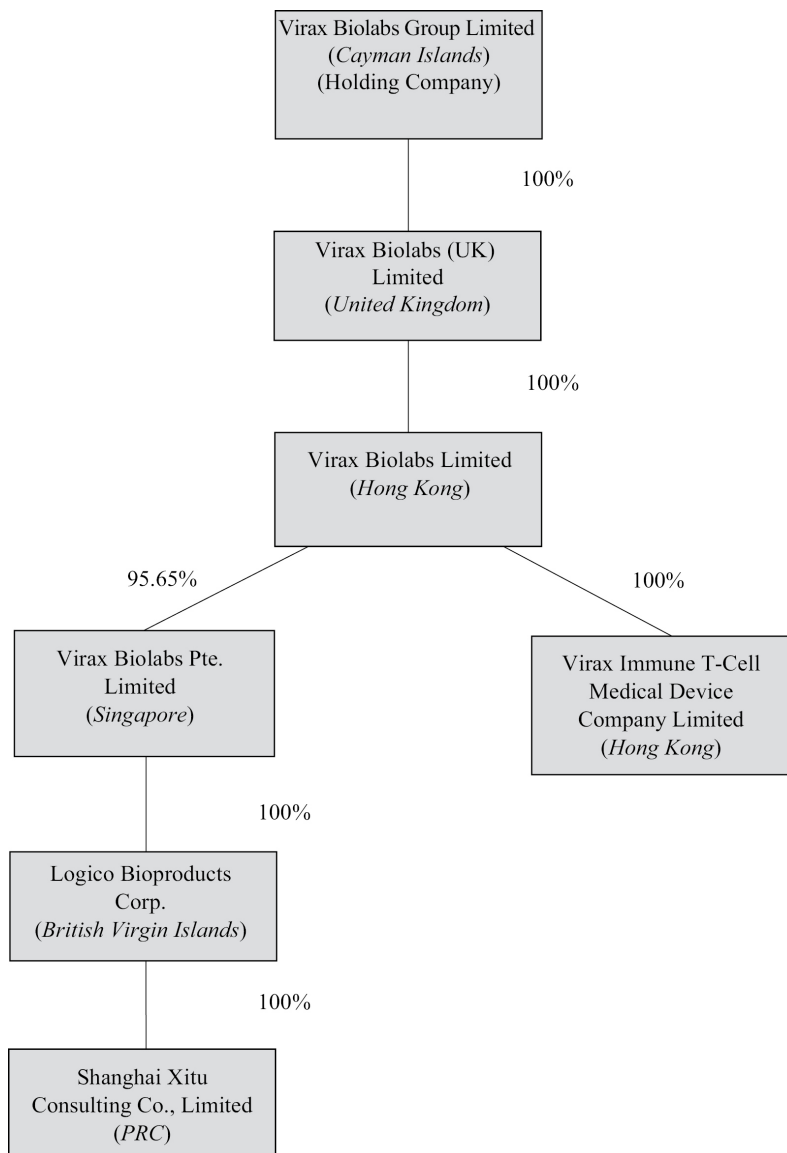 Virax Biolabs Group Limited
(Cayman Islands)
(Holding Company)
100%
Virax Biolabs (UK)
Limited
(United Kingdom)
100%
Virax Biolabs Limited
(Hong Kong)
95.65%
100%
Virax Biolabs Pte.
Limited
(Singapore)
Virax Immune T-Cell
Medical Device
Company Limited
(Hong Kong)
100%
Logico Bioproducts
Corp.
(British Virgin Islands)
100%
Shanghai Xitu
Consulting Co., Limited
(PRC)